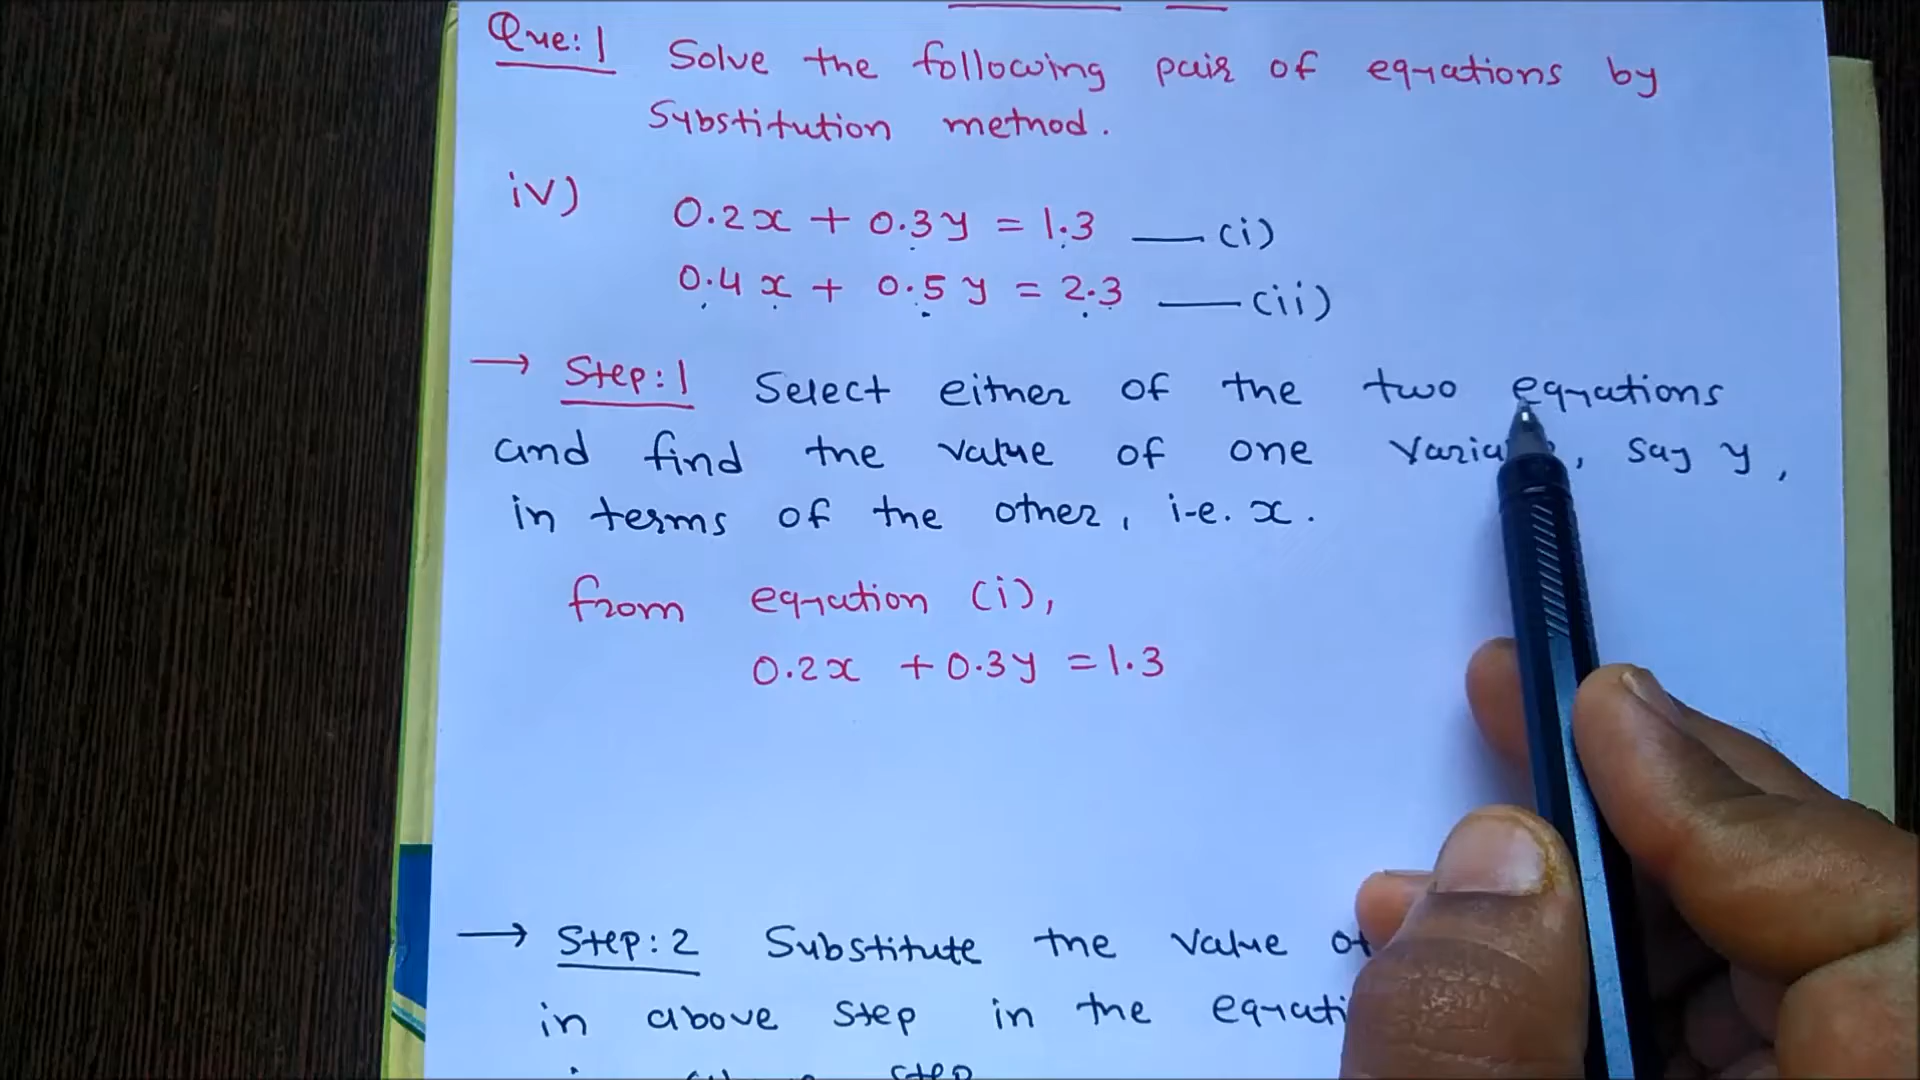 Que: 1 Solve the following pair of equations by
Substitution method.
iv) 0.2x + 0.3y = 1.3 —(i)
0.4x + 0.5y = 2.3 —(ii)
→ Step: 1 Select either of the two equations
and find the value of one , say y,
in terms of the other, i.e. x.
from equation (i),
0.2x + 0.3y = 1.3
→ Step: 2 Substitute the value
in above step in the
step